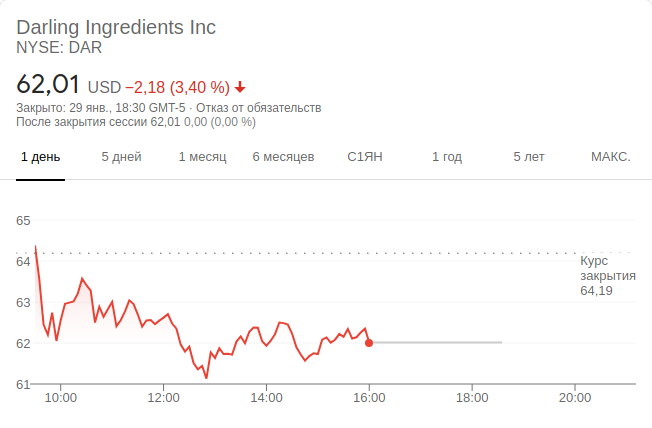 Darling Ingredients Inc
NYSE: DAR
62,01 USD −2,18 (3,40 %)
Закрыто: 29 янв., 18:30 GMT-5 · Отказ от обязательств
После закрытия сессии 62,01 0,00 (0,00 %)
1 день 5 дней 1 месяц 6 месяцев С1ЯН 1 год 5 лет МАКС.
65
64
63
62
61
Курс
закрытия
64,19
10:00 12:00 14:00 16:00 18:00 20:00